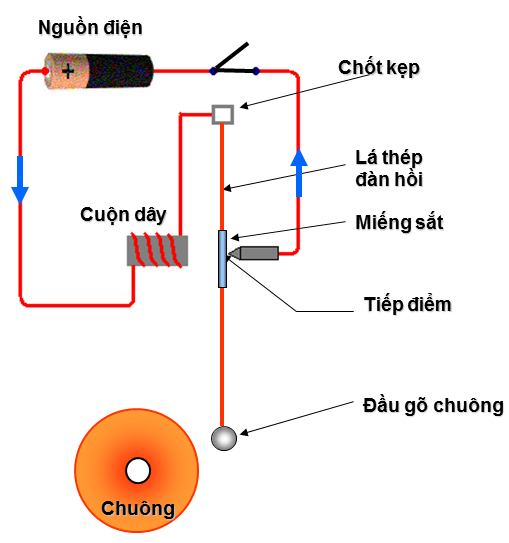 Nguồn điện
+
Chốt kẹp
Lá thép
đàn hồi
Cuộn dây
Miếng sắt
Tiếp điểm
Đầu gõ chuông
Chuông